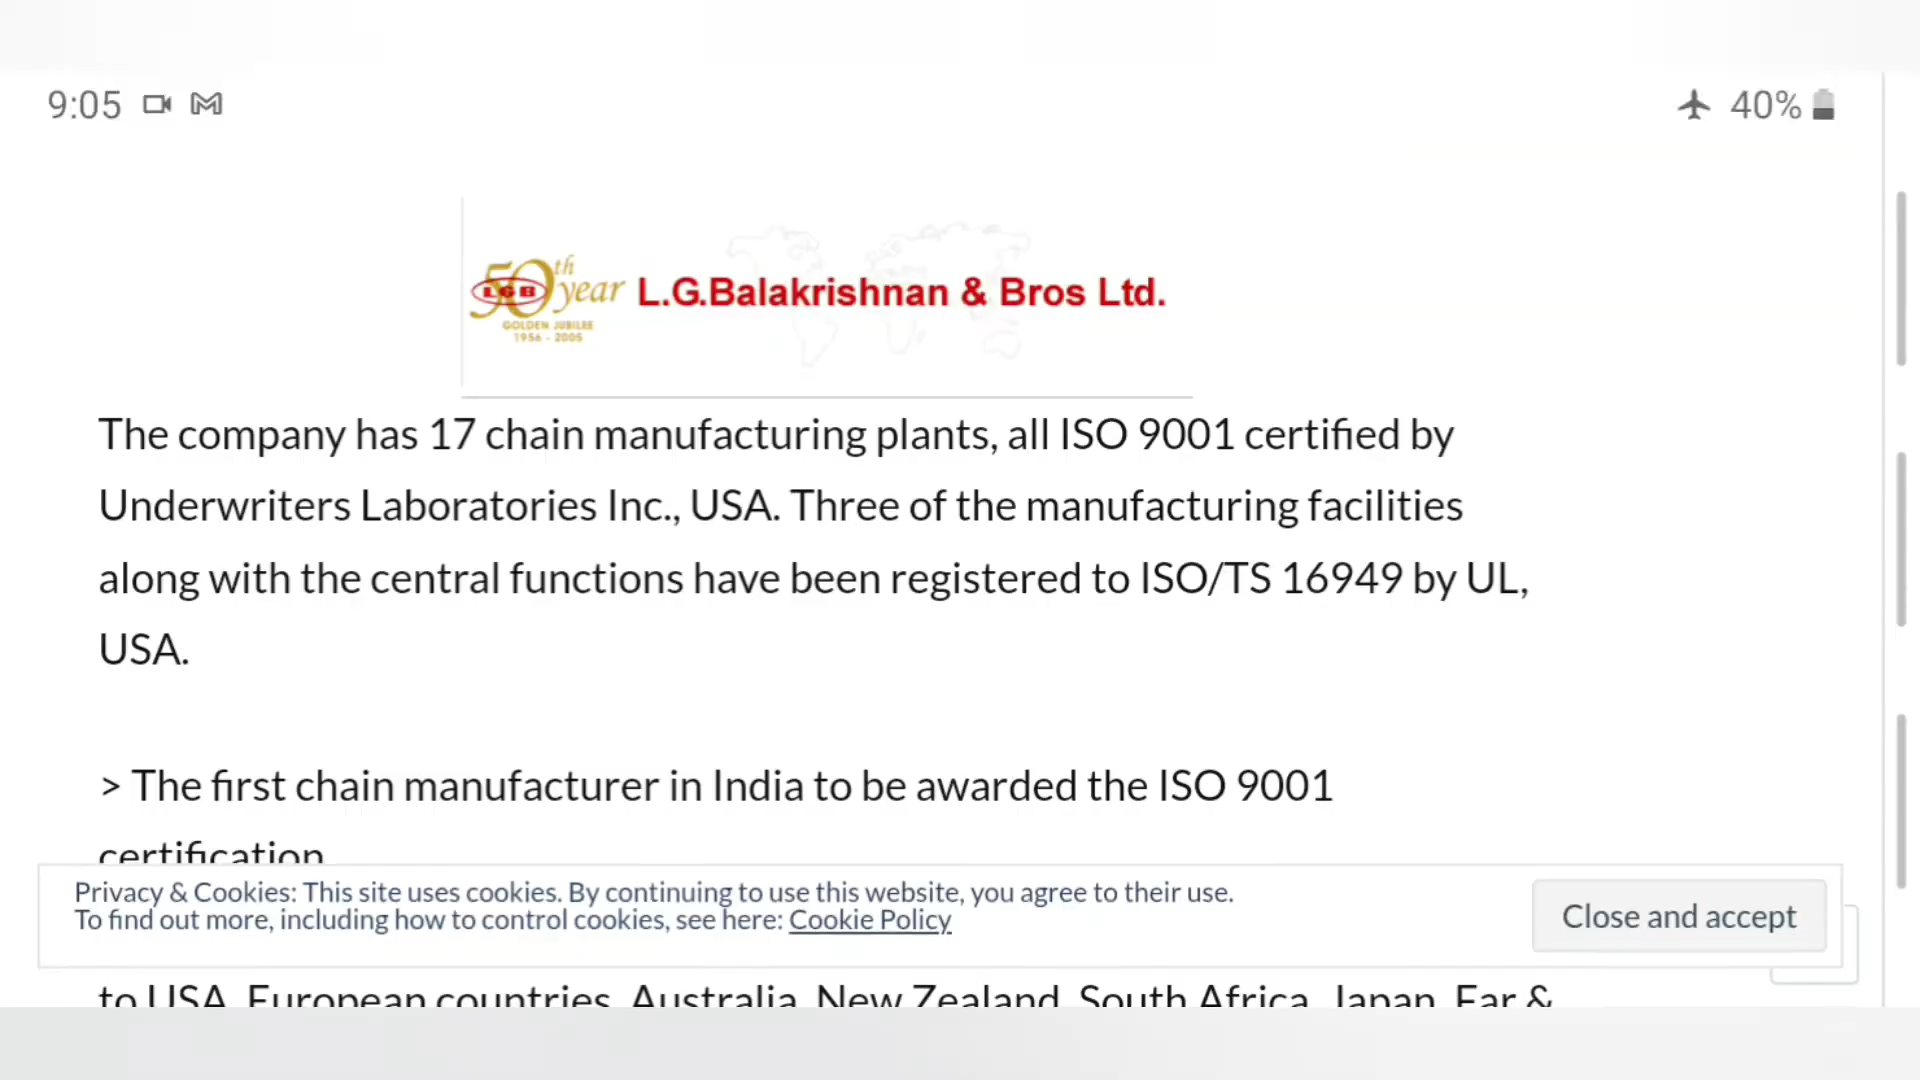 9:05
40%
50th year
LGB
GOLDEN JUBILEE
1956 - 2005
L.G.Balakrishnan & Bros Ltd.
The company has 17 chain manufacturing plants, all ISO 9001 certified by
Underwriters Laboratories Inc., USA. Three of the manufacturing facilities
along with the central functions have been registered to ISO/TS 16949 by UL,
USA.
> The first chain manufacturer in India to be awarded the ISO 9001
certification
Privacy & Cookies: This site uses cookies. By continuing to use this website, you agree to their use.
To find out more, including how to control cookies, see here: Cookie Policy
Close and accept
to USA, European countries, Australia, New Zealand, South Africa, Japan, Far &